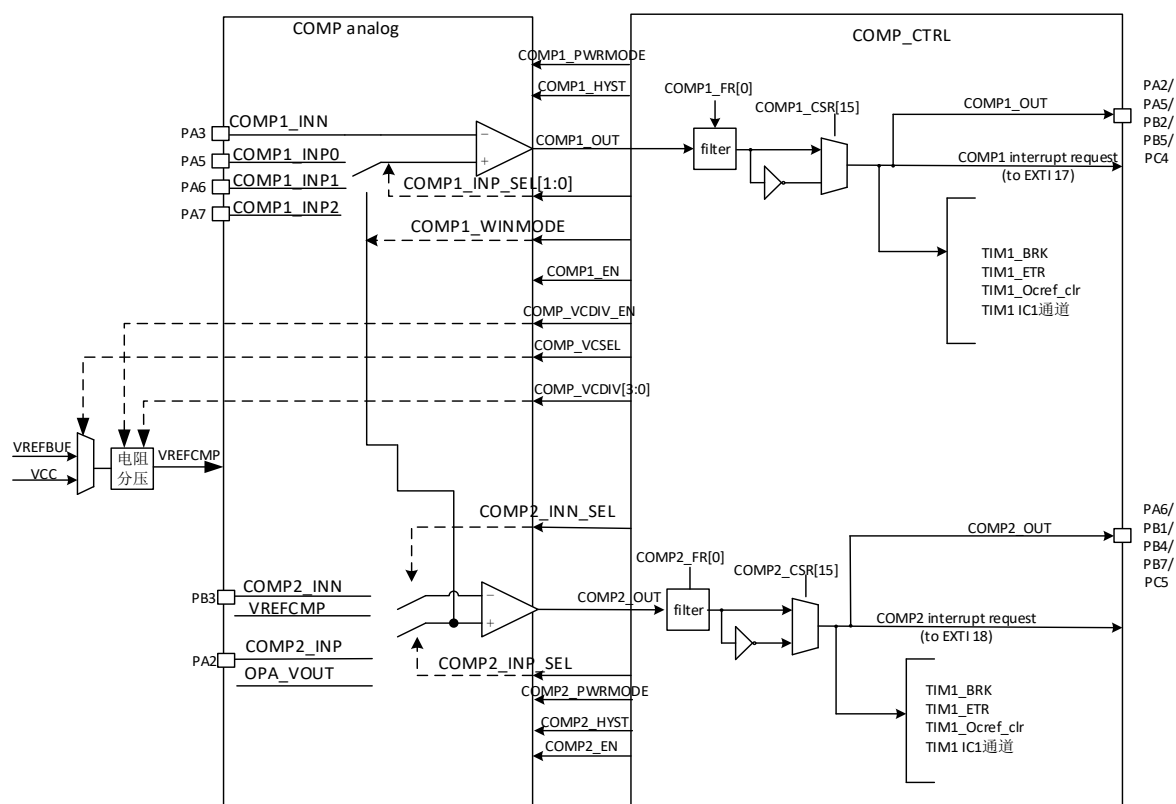 COMP analog
COMP_CTRL
COMP1_PWRMODE
COMP1_HYST
COMP1_FR[0]
COMP1_CSR[15]
COMP1_OUT
PA2/
PA5/
PB2/
PB5/
PC4
PA3
COMP1_INN
−
COMP1_OUT
filter
PA5
COMP1_INP0
+
COMP1 interrupt request
(to EXTI 17)
PA6
COMP1_INP1
COMP1_INP_SEL[1:0]
PA7
COMP1_INP2
COMP1_WINMODE
TIM1_BRK
TIM1_ETR
TIM1_Ocref_clr
TIM1 IC1通道
COMP1_EN
COMP_VCDIV_EN
COMP_VCSEL
COMP_VCDIV[3:0]
VREFBUF
VCC
电阻
分压
VREFCMP
COMP2_INN_SEL
COMP2_OUT
PA6/
PB1/
PB4/
PB7/
PC5
COMP2_FR[0]
COMP2_CSR[15]
PB3
COMP2_INN
−
COMP2_OUT
filter
VREFCMP
+
COMP2 interrupt request
(to EXTI 18)
PA2
COMP2_INP
COMP2_INP_SEL
OPA_VOUT
COMP2_PWRMODE
COMP2_HYST
COMP2_EN
TIM1_BRK
TIM1_ETR
TIM1_Ocref_clr
TIM1 IC1通道